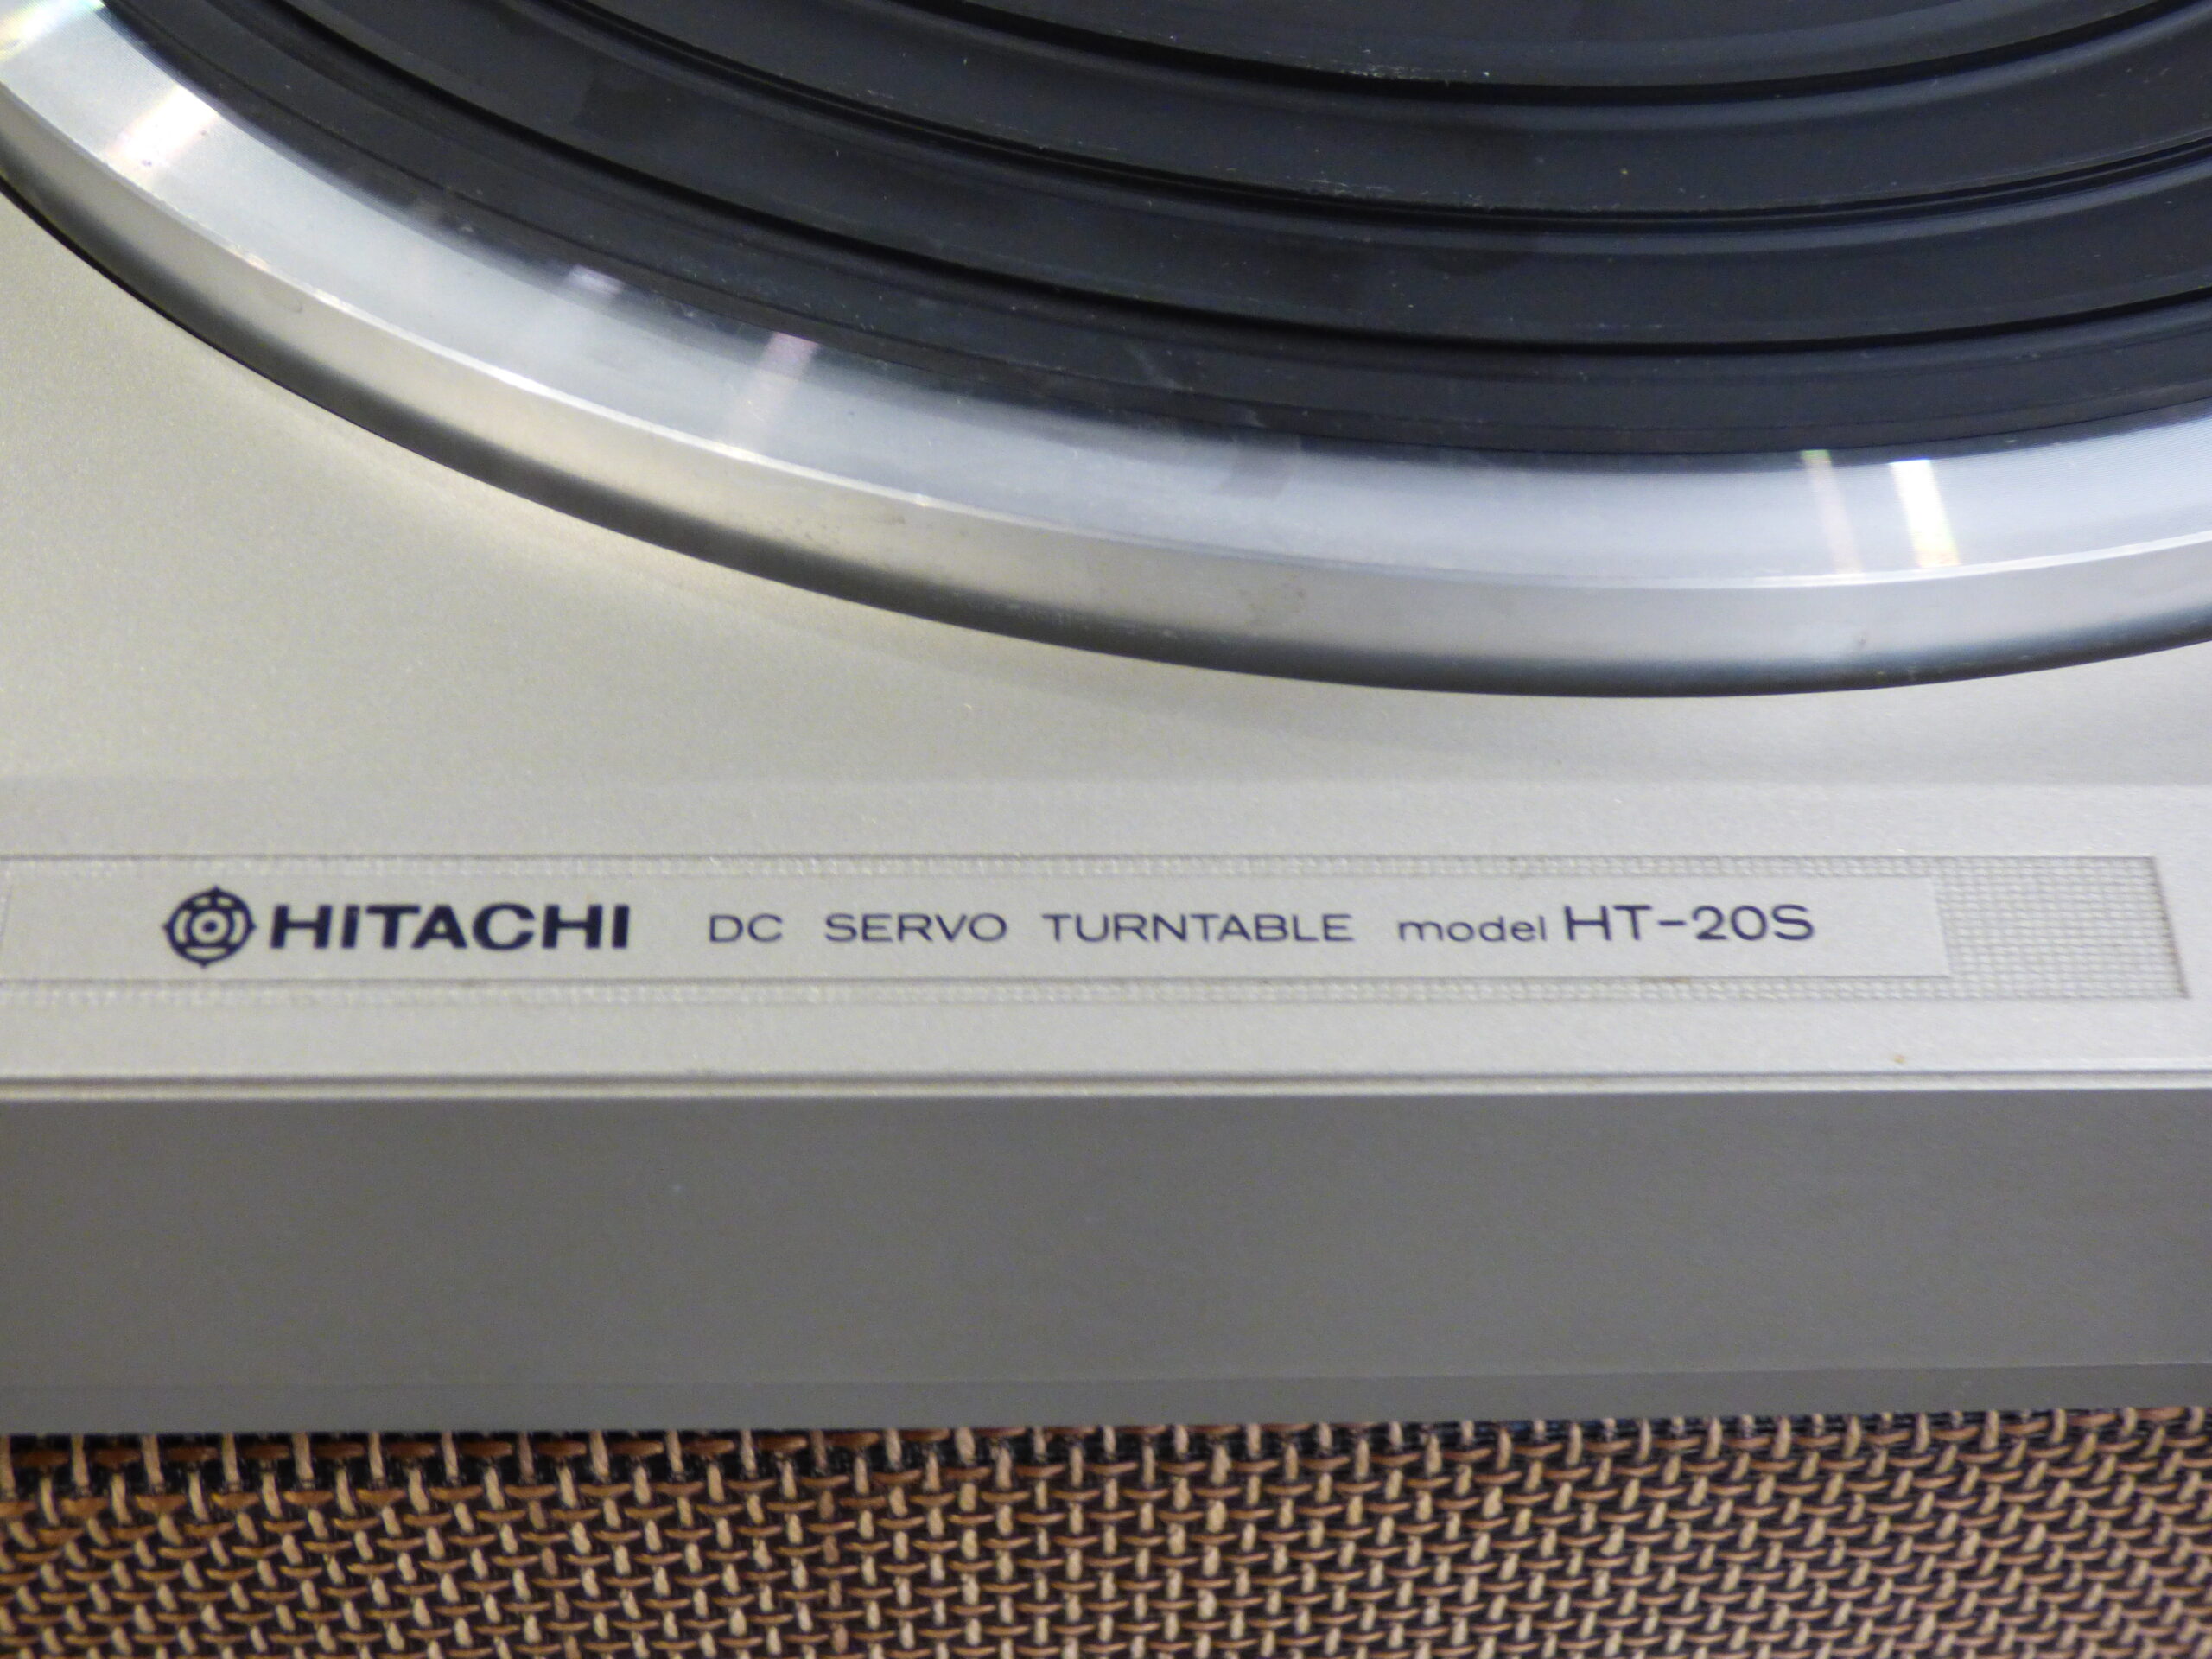 HITACHI DC SERVO TURNTABLE model HT-20S